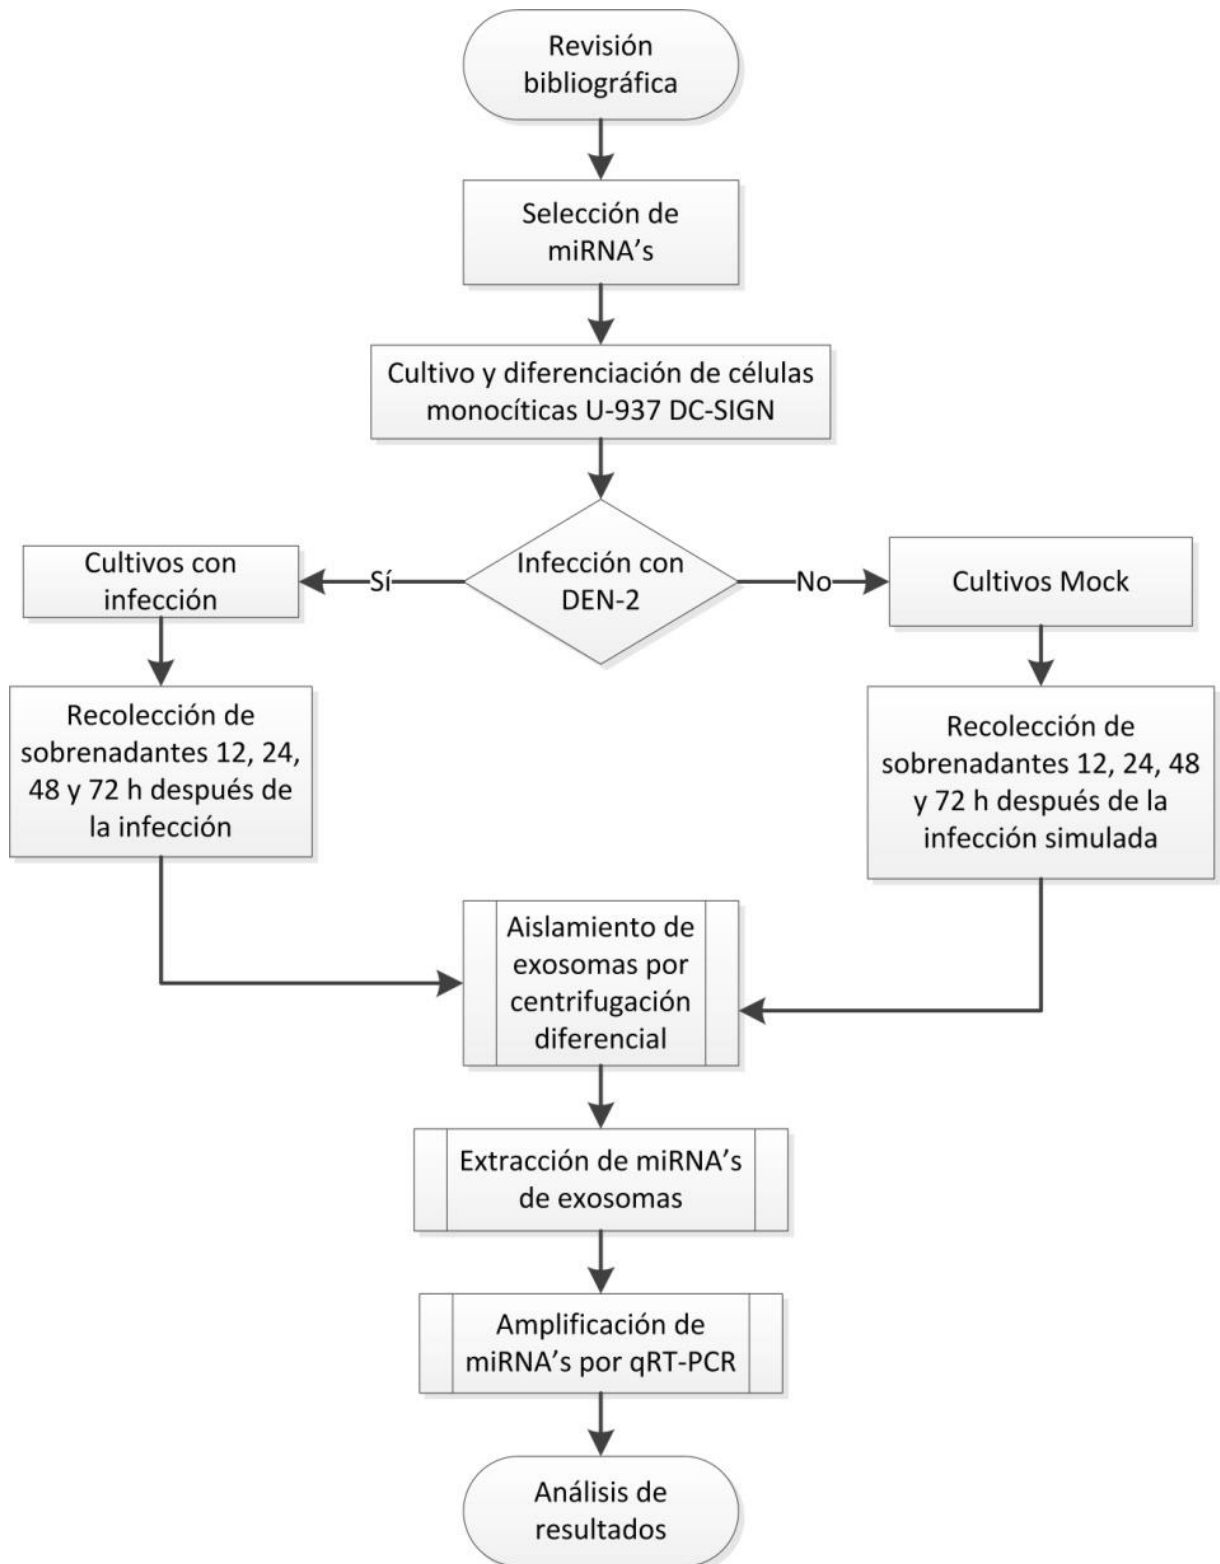 Revisión
bibliográfica
Selección de
miRNA’s
Cultivo y diferenciación de células
monocíticas U-937 DC-SIGN
Infección con
DEN-2
Sí
No
Cultivos con
infección
Cultivos Mock
Recolección de
sobrenadantes 12, 24,
48 y 72 h después de
la infección
Recolección de
sobrenadantes 12, 24, 48
y 72 h después de la
infección simulada
Aislamiento de
exosomas por
centrifugación
diferencial
Extracción de miRNA’s
de exosomas
Amplificación de
miRNA’s por qRT-PCR
Análisis de
resultados